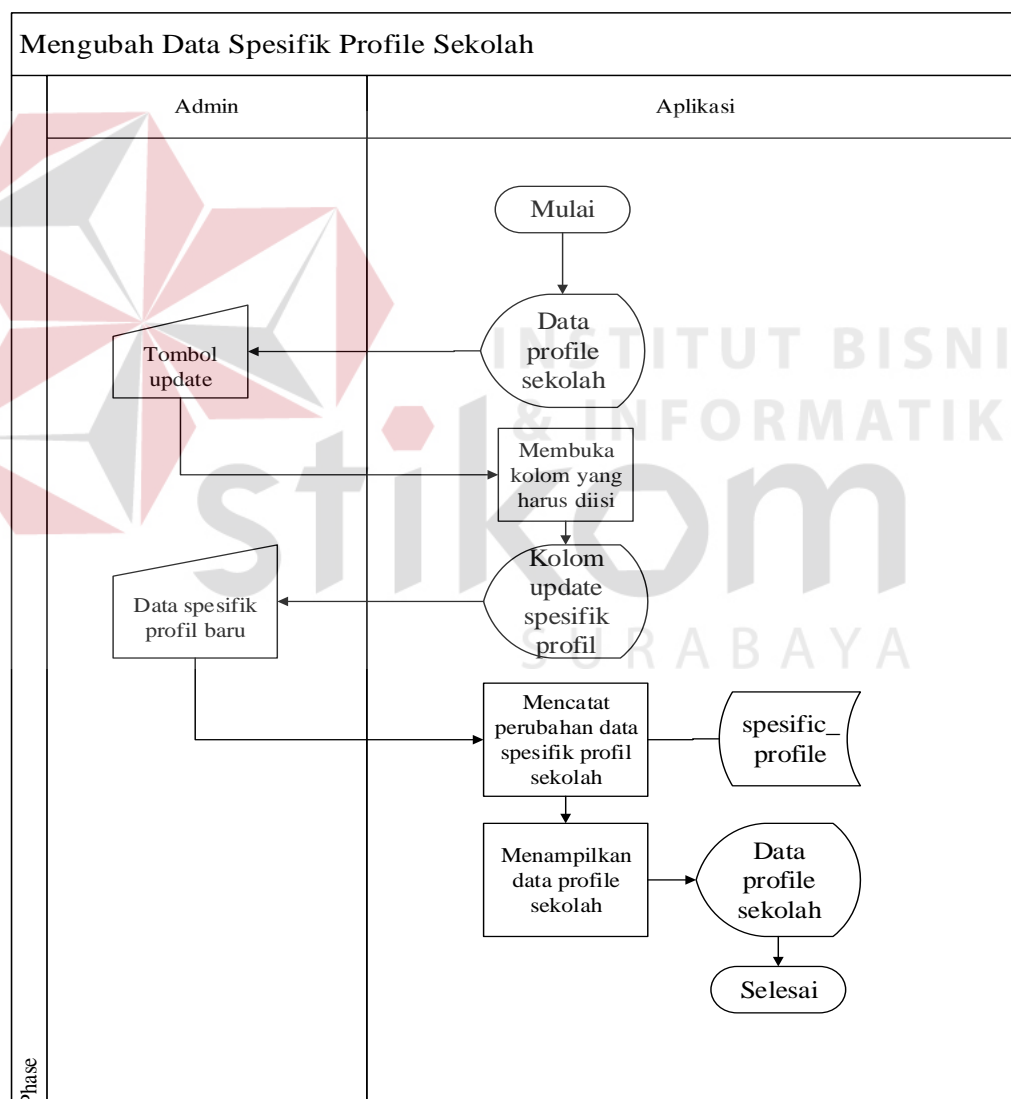 Mengubah Data Spesifik Profile Sekolah
Admin
Aplikasi
Mulai
Data
profile
sekolah
Tombol
update
Membuka
kolom yang
harus diisi
Kolom
update
spesifik
profil
Data spesifik
profil baru
Mencatat
perubahan data
spesifik profil
sekolah
spesific_
profile
Menampilkan
data profile
sekolah
Data
profile
sekolah
Selesai
Phase
INSTITUT BISNI
& INFORMATIK
stikom
SURABAYA